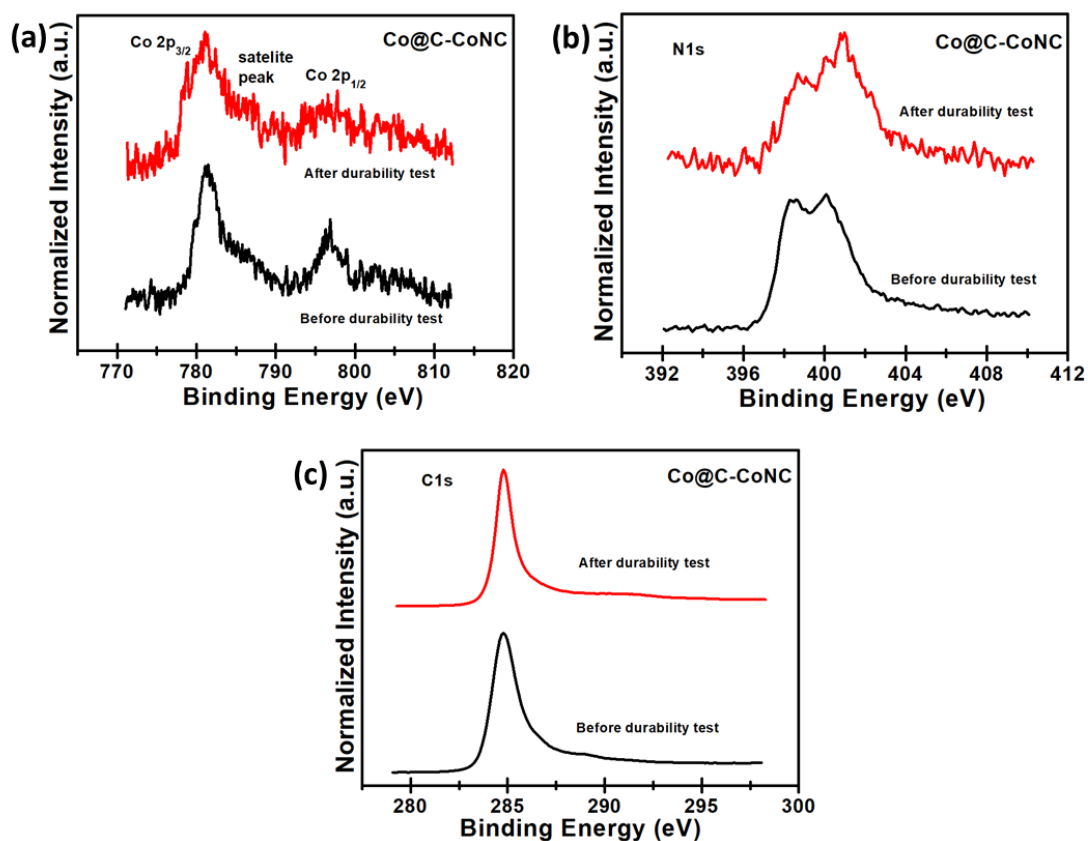 (a)
Co 2p3/2
satelite
peak
Co 2p1/2
Co@C-CoNC
After durability test
Before durability test
Normalized Intensity (a.u.)
770 780 790 800 810 820
Binding Energy (eV)
(b)
N1s
Co@C-CoNC
After durability test
Before durability test
Normalized Intensity (a.u.)
392 396 400 404 408 412
Binding Energy (eV)
(c)
C1s
Co@C-CoNC
After durability test
Before durability test
Normalized Intensity (a.u.)
280 285 290 295 300
Binding Energy (eV)